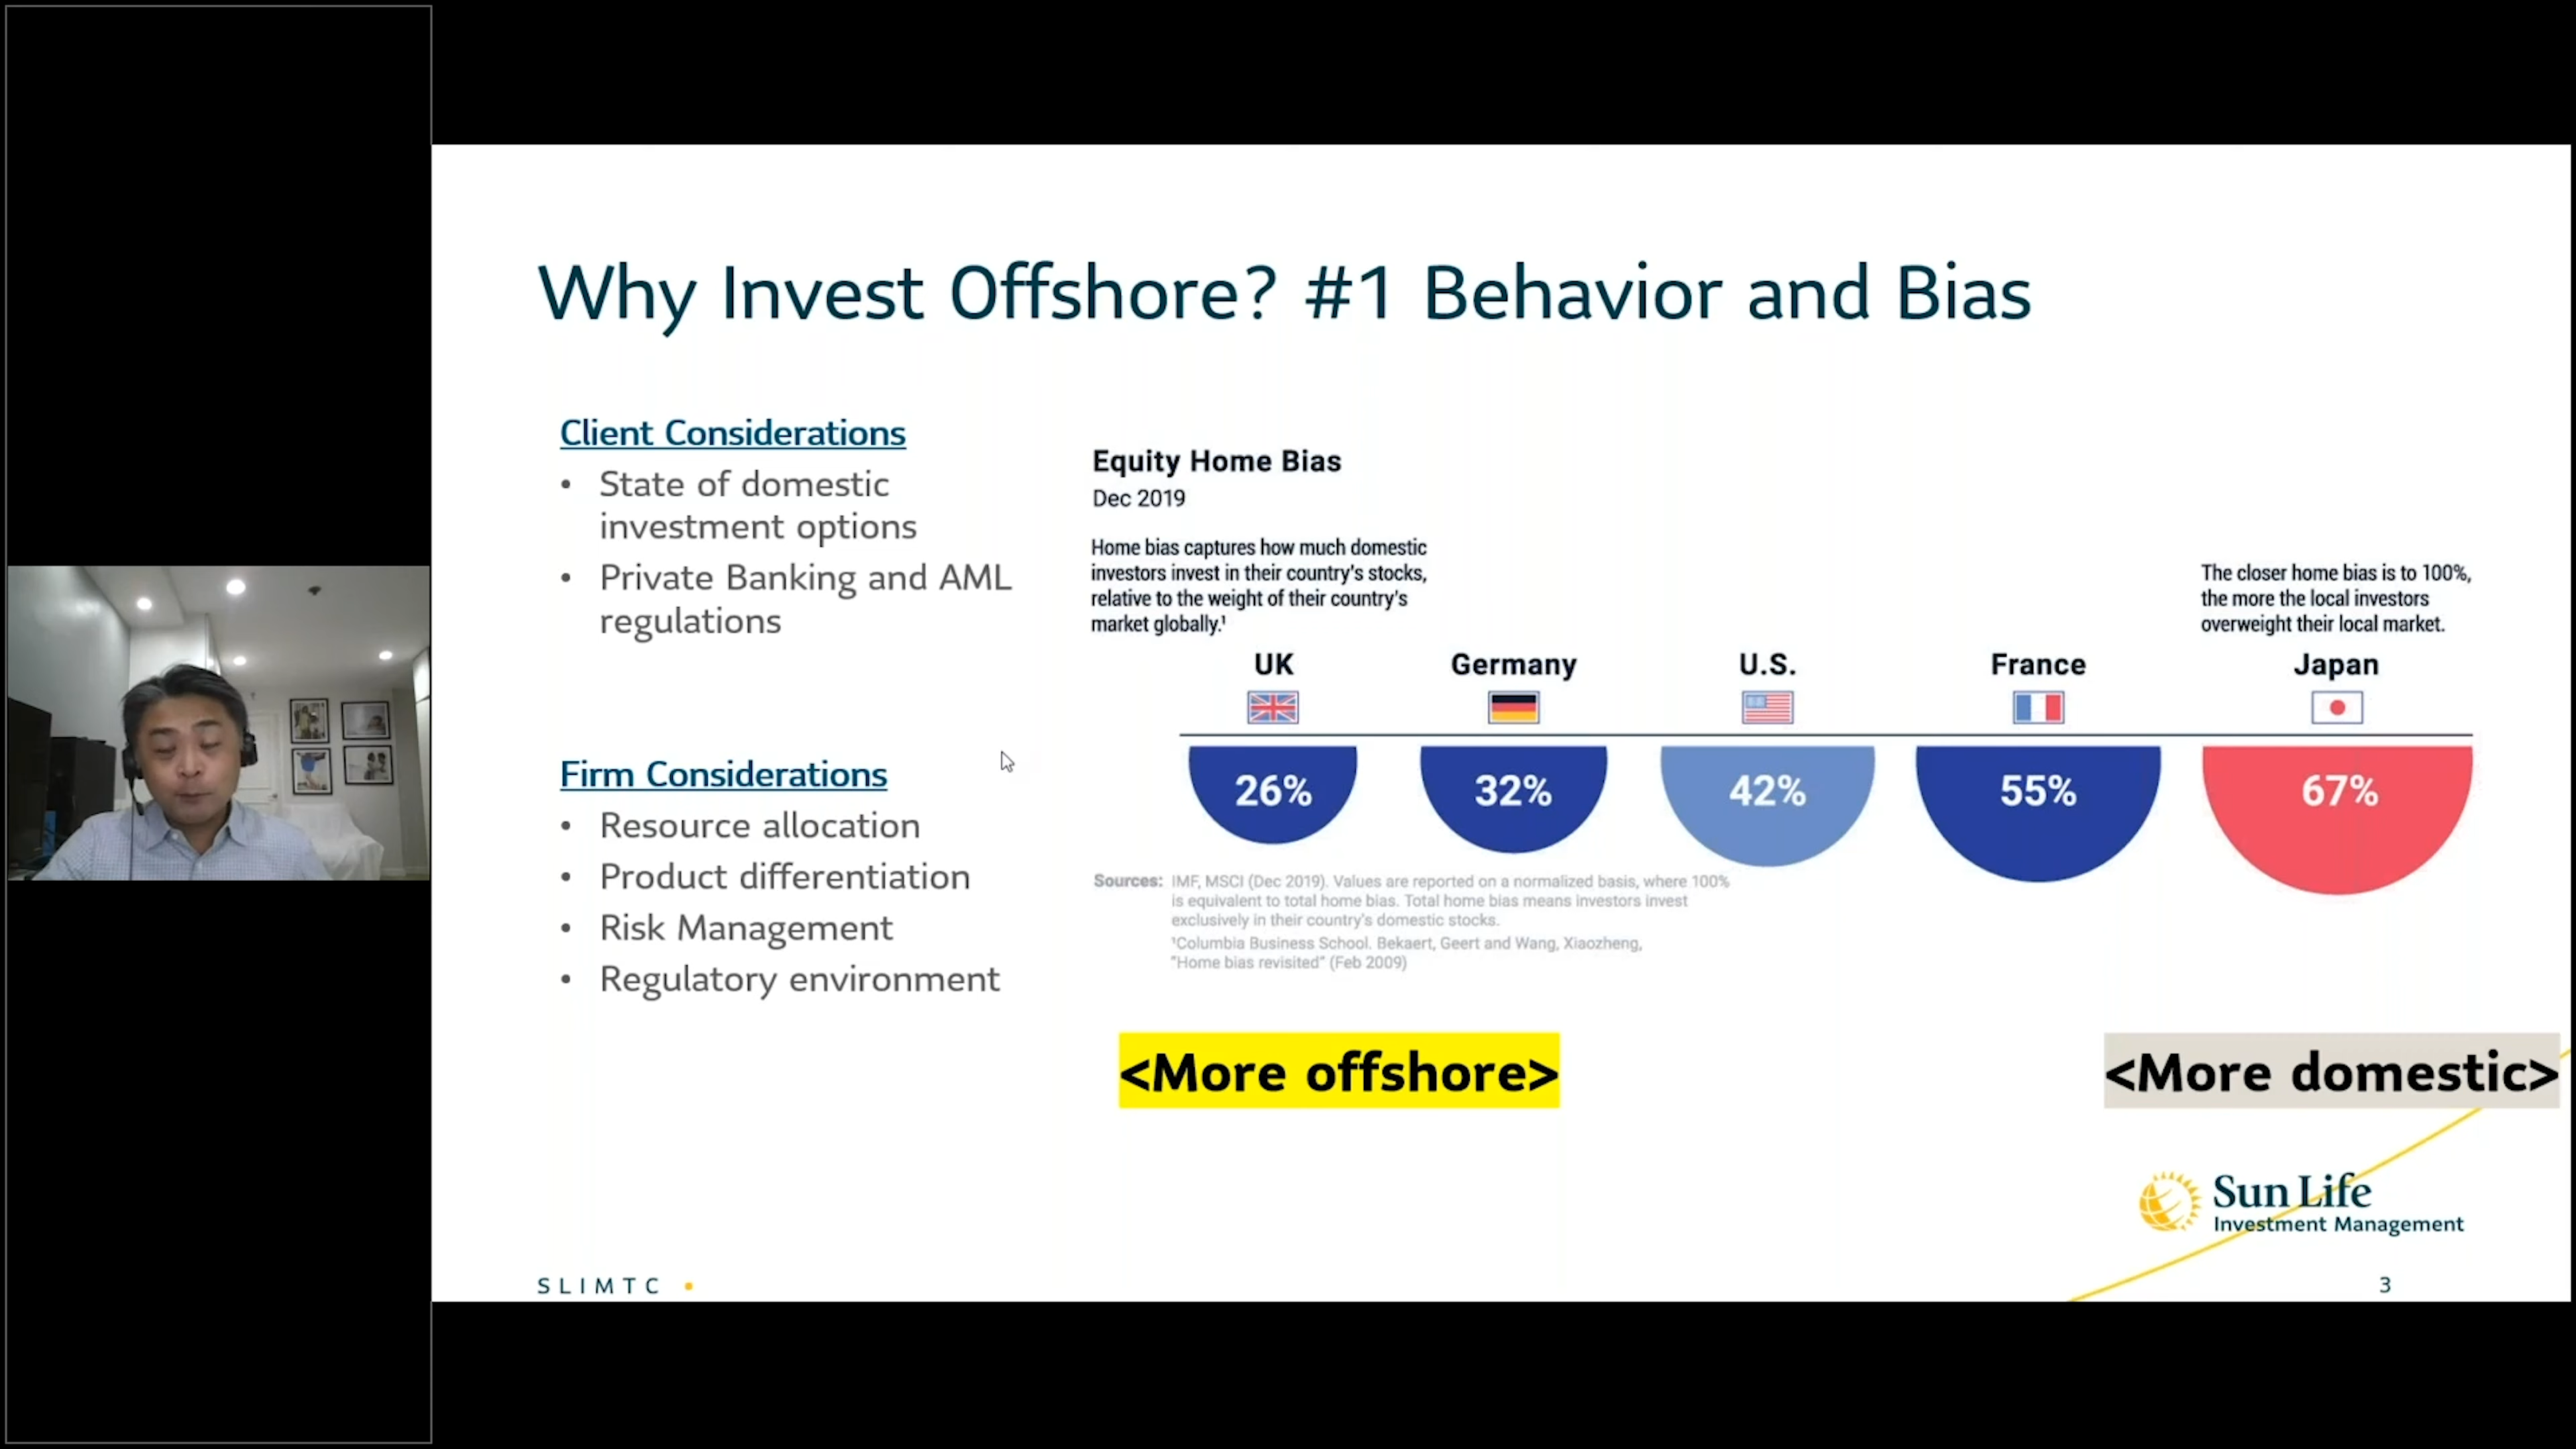 Why Invest Offshore? #1 Behavior and Bias
Client Considerations
• State of domestic
investment options
• Private Banking and AML
regulations
Firm Considerations
• Resource allocation
• Product differentiation
• Risk Management
• Regulatory environment
Equity Home Bias
Dec 2019
Home bias captures how much domestic
investors invest in their country's stocks,
relative to the weight of their country's
market globally.¹
The closer home bias is to 100%,
the more the local investors
overweight their local market.
UK Germany U.S. France Japan
26% 32% 42% 55% 67%
Sources: IMF, MSCI (Dec 2019). Values are reported on a normalized basis, where 100%
is equivalent to total home bias. Total home bias means investors invest
exclusively in their country's domestic stocks.
¹Columbia Business School. Bekaert, Geert and Wang, Xiaozheng,
"Home bias revisited" (Feb 2009)
<More offshore> <More domestic>
Sun Life
Investment Management
SLIMTC •
3